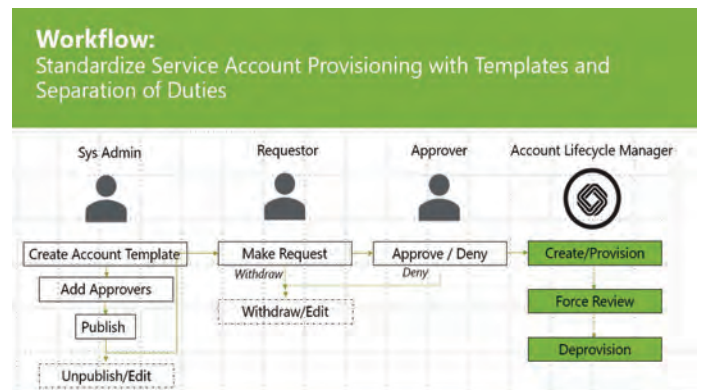 Workflow:
Standardize Service Account Provisioning with Templates and
Separation of Duties
Sys Admin
Requestor
Approver
Account Lifecycle Manager
Create Account Template
Make Request
Approve / Deny
Create/Provision
Withdraw
Deny
Add Approvers
Force Review
Withdraw/Edit
Publish
Deprovision
Unpublish/Edit